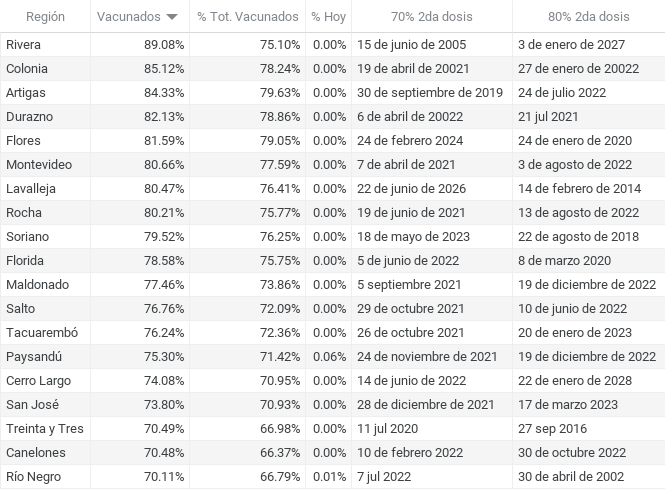 Región Vacunados % Tot. Vacunados % Hoy 70% 2da dosis 80% 2da dosis
Rivera 89.08% 75.10% 0.00% 15 de junio de 2005 3 de enero de 2027
Colonia 85.12% 78.24% 0.00% 19 de abril de 20021 27 de enero de 20022
Artigas 84.33% 79.63% 0.00% 30 de septiembre de 2019 24 de julio 2022
Durazno 82.13% 78.86% 0.00% 6 de abril de 20022 21 jul 2021
Flores 81.59% 79.05% 0.00% 24 de febrero 2024 24 de enero de 2020
Montevideo 80.66% 77.59% 0.00% 7 de abril de 2021 3 de agosto de 2022
Lavalleja 80.47% 76.41% 0.00% 22 de junio de 2026 14 de febrero de 2014
Rocha 80.21% 75.77% 0.00% 19 de junio de 2021 13 de agosto de 2022
Soriano 79.52% 76.25% 0.00% 18 de mayo de 2023 22 de agosto de 2018
Florida 78.58% 75.75% 0.00% 5 de junio de 2022 8 de marzo 2020
Maldonado 77.46% 73.86% 0.00% 5 septiembre 2021 19 de diciembre de 2022
Salto 76.76% 72.09% 0.00% 29 de octubre 2021 10 de junio de 2022
Tacuarembó 76.24% 72.36% 0.00% 26 de octubre 2021 20 de enero de 2023
Paysandú 75.30% 71.42% 0.06% 24 de noviembre de 2021 19 de diciembre de 2022
Cerro Largo 74.08% 70.95% 0.00% 14 de junio de 2022 22 de enero de 2028
San José 73.80% 70.93% 0.00% 28 de diciembre de 2021 17 de marzo de 2023
Treinta y Tres 70.49% 66.98% 0.00% 11 jul 2020 27 sep 2016
Canelones 70.48% 66.37% 0.00% 10 de febrero de 2022 30 de octubre de 2022
Río Negro 70.11% 66.79% 0.01% 7 jul 2022 30 de abril de 2002